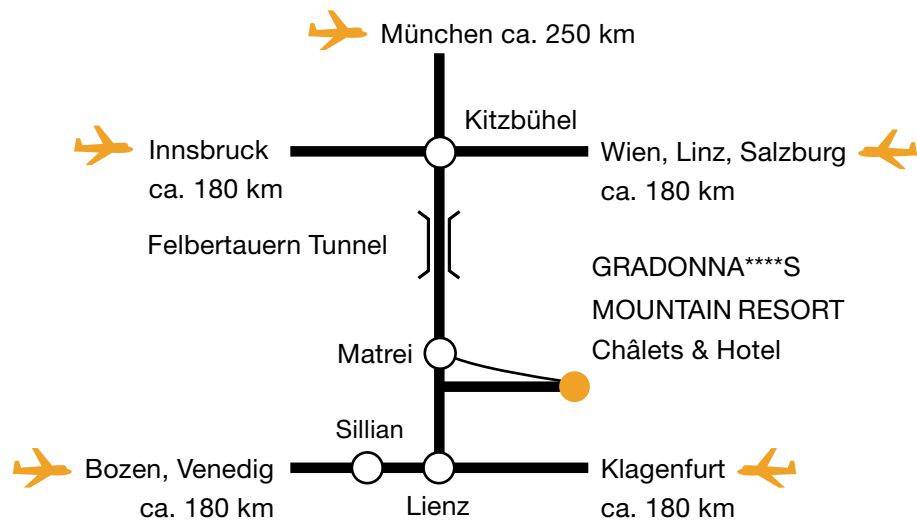 München ca. 250 km
Kitzbühel
Innsbruck
ca. 180 km
Wien, Linz, Salzburg
ca. 180 km
Felbertauern Tunnel
GRADONNA****S
MOUNTAIN RESORT
Châlets & Hotel
Matrei
Sillian
Bozen, Venedig
ca. 180 km
Lienz
Klagenfurt
ca. 180 km